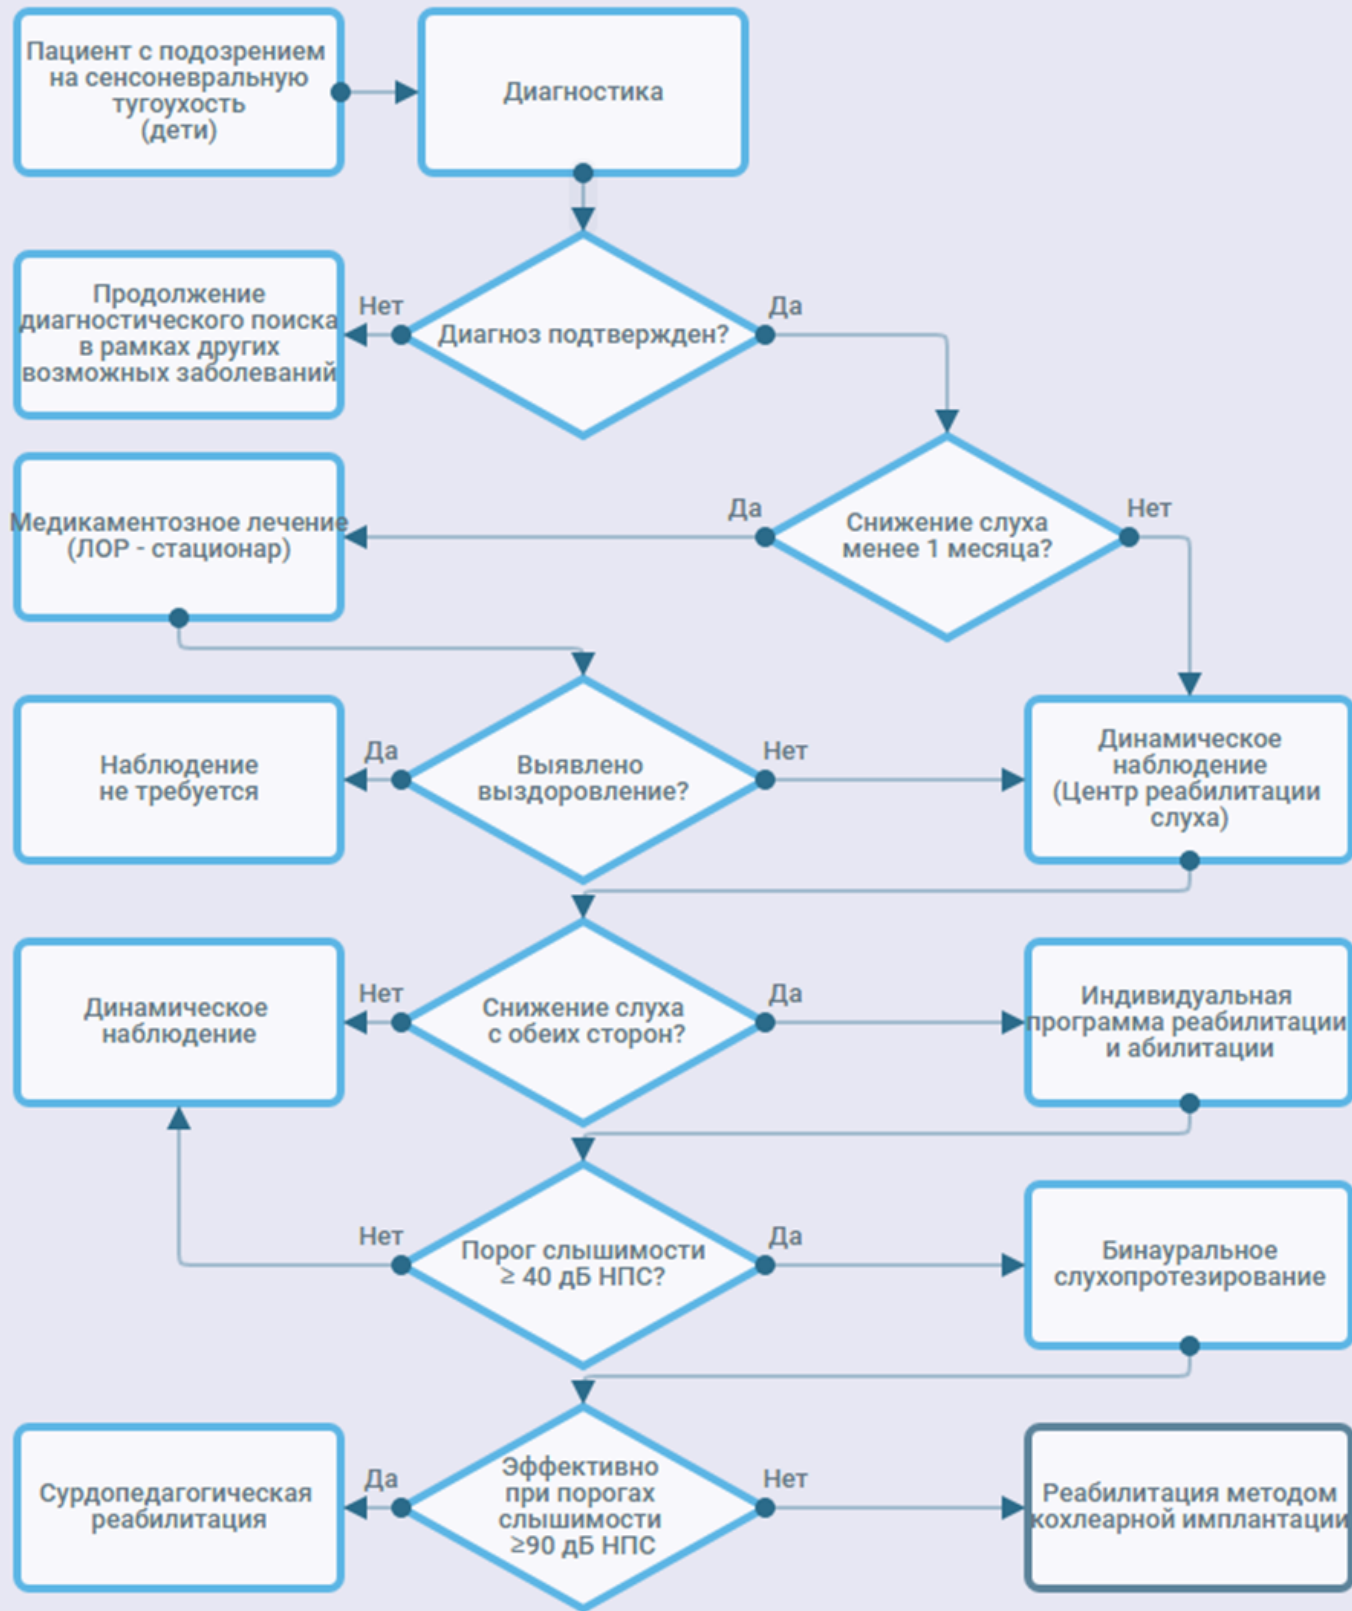 Пациент с подозрением
на сенсоневральную
тугоухость
(дети)
Диагностика
Продолжение
диагностического поиска
в рамках других
возможных заболеваний
Нет
Диагноз подтвержден?
Да
Медикаментозное лечение
(ЛОР - стационар)
Да
Снижение слуха
менее 1 месяца?
Нет
Наблюдение
не требуется
Да
Выявлено
выздоровление?
Нет
Динамическое
наблюдение
(Центр реабилитации
слуха)
Динамическое
наблюдение
Нет
Снижение слуха
с обеих сторон?
Да
Индивидуальная
программа реабилитации
и абилитации
Нет
Порог слышимости
≥ 40 дБ НПС?
Да
Бинауральное
слухопротезирование
Сурдопедагогическая
реабилитация
Да
Эффективно
при порогах
слышимости
≥90 дБ НПС
Нет
Реабилитация методом
кохлеарной имплантации